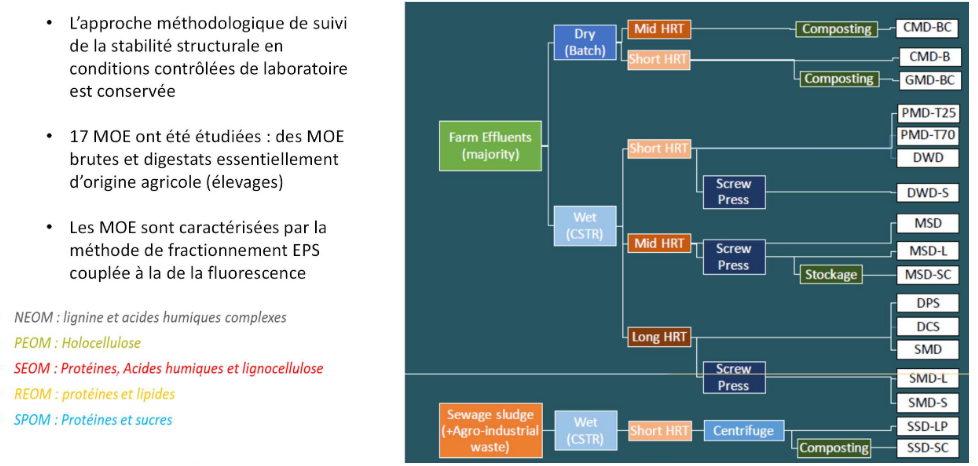 • L’approche méthodologique de suivi
de la stabilité structurale en
conditions contrôlées de laboratoire
est conservée
• 17 MOE ont été étudiées : des MOE
brutes et digestats essentiellement
d’origine agricole (élevages)
• Les MOE sont caractérisées par la
méthode de fractionnement EPS
couplée à la de la fluorescence
NEOM : lignine et acides humiques complexes
PEOM : Holocellulose
SEOM : Protéines, Acides humiques et lignocellulose
REOM : protéines et lipides
SPOM : Protéines et sucres
Farm Effluents
(majority)
Dry
(Batch)
Mid HRT
Composting
CMD-BC
Short HRT
CMD-B
Composting
GMD-BC
Wet
(CSTR)
Short HRT
PMD-T25
PMD-T70
DWD
Screw
Press
DWD-S
Mid HRT
Screw
Press
MSD
MSD-L
Stockage
MSD-SC
Long HRT
DPS
DCS
SMD
Screw
Press
SMD-L
SMD-S
Sewage sludge
(+Agro-industrial
waste)
Wet
(CSTR)
Short HRT
Centrifuge
SSD-LP
Composting
SSD-SC